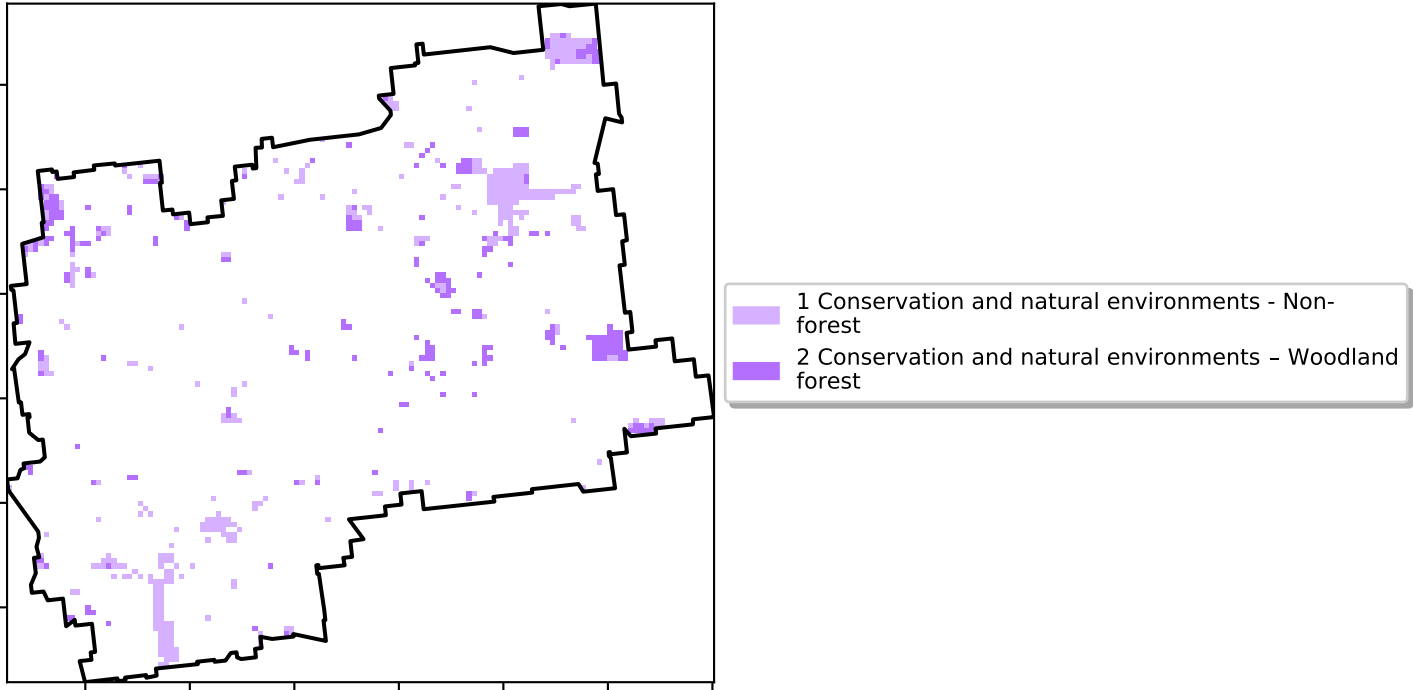 1 Conservation and natural environments - Non-
forest
2 Conservation and natural environments – Woodland
forest